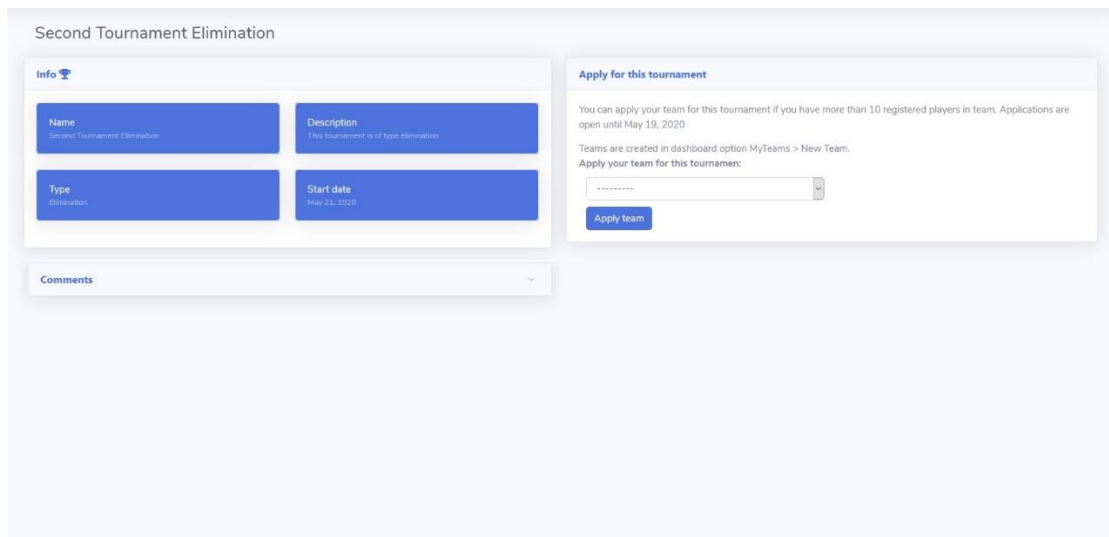 Second Tournament Elimination
Info
Name
Second Tournament Elimination
Description
This tournament is of type elimination
Type
Elimination
Start date
May 21, 2020
Comments
Apply for this tournament
You can apply your team for this tournament if you have more than 10 registered players in team. Applications are
open until May 19, 2020
Teams are created in dashboard option MyTeams > New Team.
Apply your team for this tournamen:
---------
Apply team